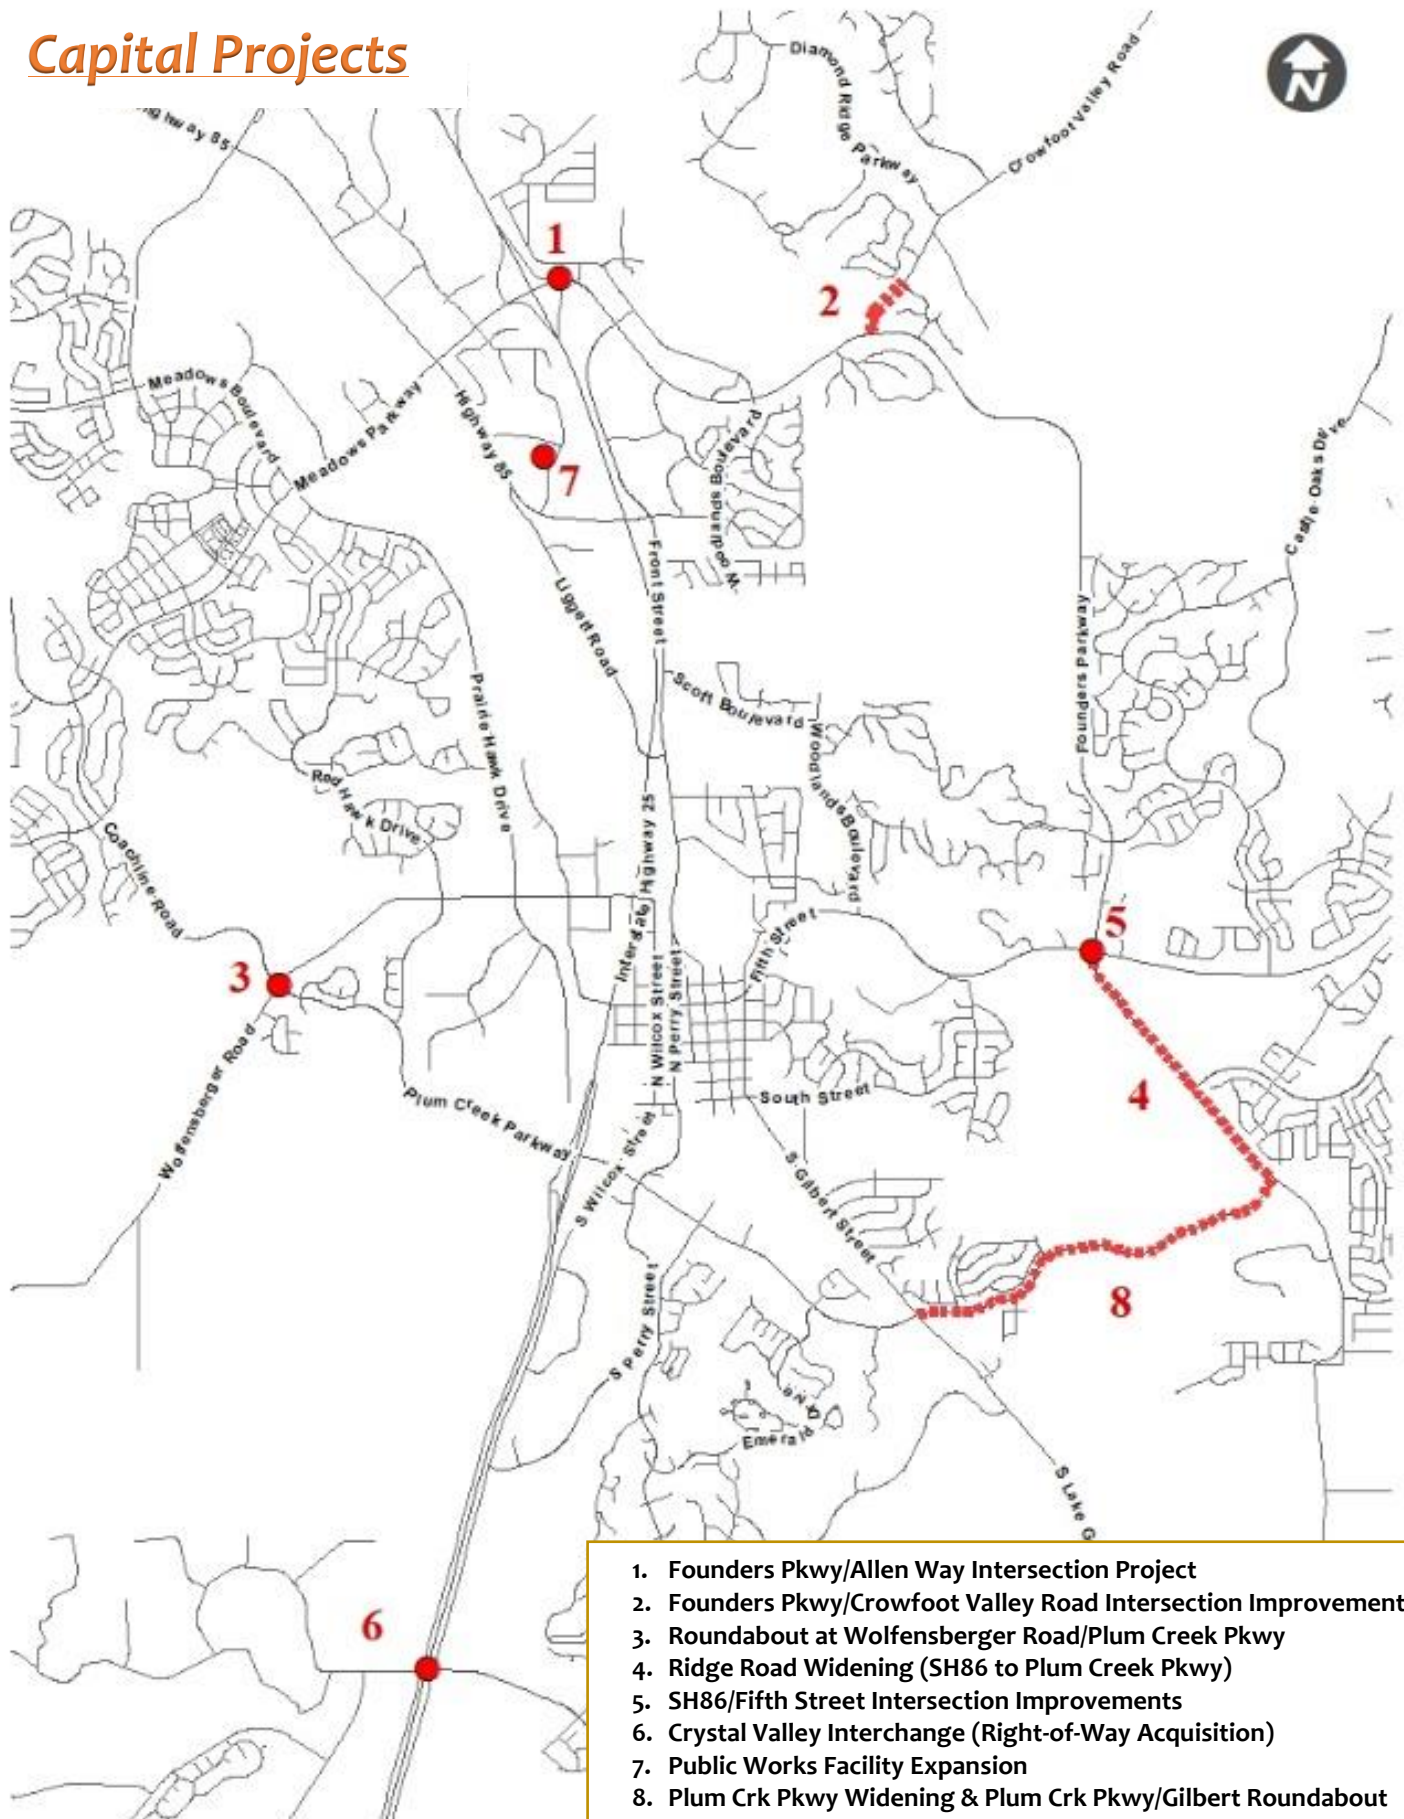 Capital Projects
N
Diamond Ridge Parkway
Crowfoot Valley Road
ighway 85
1
2
Meadows Boulevard
Meadows Parkway
Highway 85
7
Woodlands Boulevard
Castle Oaks Drive
Front Street
Liggett Road
Founders Parkway
Prairie Hawk Drive
Scott Boulevard
Woodlands Boulevard
Red Hawk Drive
Coachline Road
Interstate Highway 25
Fifth Street
5
3
N Wilcox Street
N Perry Street
Wolfensberger Road
Plum Creek Parkway
South Street
4
S Wilcox Street
S Gilbert Street
S Perry Street
8
Emerald Drive
S Lake G
6
1. Founders Pkwy/Allen Way Intersection Project
2. Founders Pkwy/Crowfoot Valley Road Intersection Improvement
3. Roundabout at Wolfensberger Road/Plum Creek Pkwy
4. Ridge Road Widening (SH86 to Plum Creek Pkwy)
5. SH86/Fifth Street Intersection Improvements
6. Crystal Valley Interchange (Right-of-Way Acquisition)
7. Public Works Facility Expansion
8. Plum Crk Pkwy Widening & Plum Crk Pkwy/Gilbert Roundabout